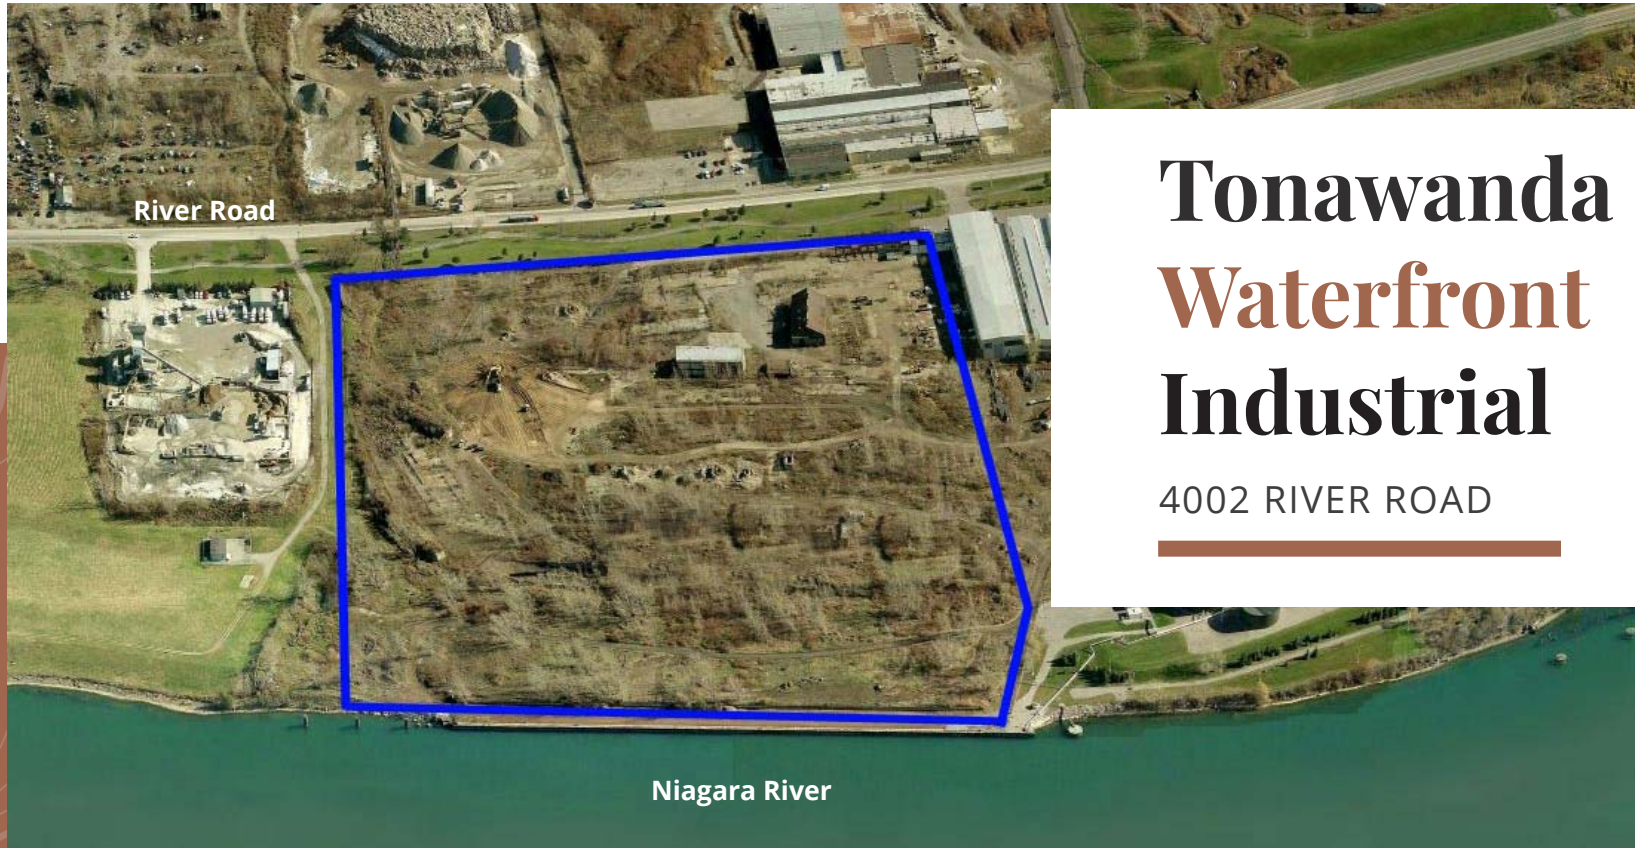 River Road
Tonawanda
Waterfront
Industrial
4002 RIVER ROAD
Niagara River